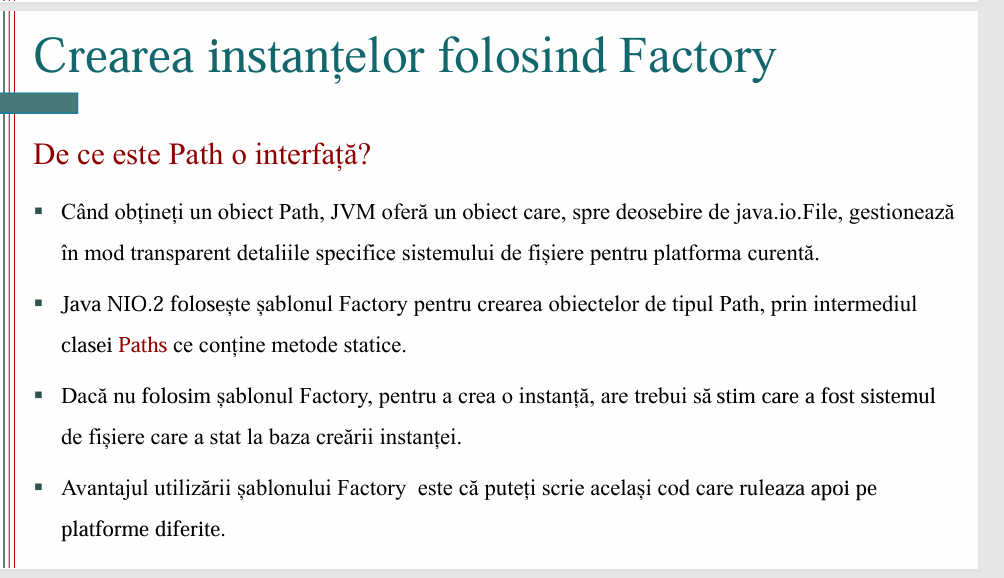 Crearea instanțelor folosind Factory
De ce este Path o interfață?
▪ Când obțineți un obiect Path, JVM oferă un obiect care, spre deosebire de java.io.File, gestionează
în mod transparent detaliile specifice sistemului de fișiere pentru platforma curentă.
▪ Java NIO.2 folosește șablonul Factory pentru crearea obiectelor de tipul Path, prin intermediul
clasei Paths ce conține metode statice.
▪ Dacă nu folosim șablonul Factory, pentru a crea o instanță, are trebui să stim care a fost sistemul
de fișiere care a stat la baza creării instanței.
▪ Avantajul utilizării șablonului Factory  este că puteți scrie același cod care ruleaza apoi pe
platforme diferite.